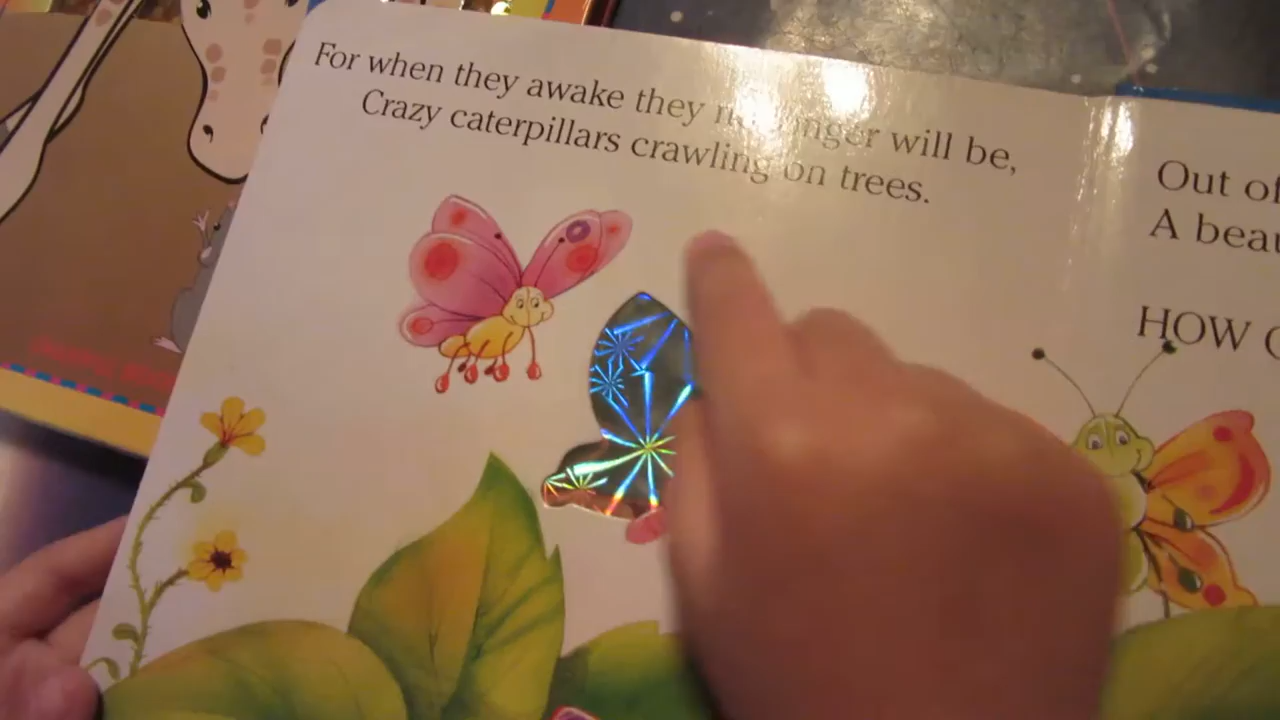 For when they awake they no longer will be,
Crazy caterpillars crawling on trees.
Out of
A beau
HOW